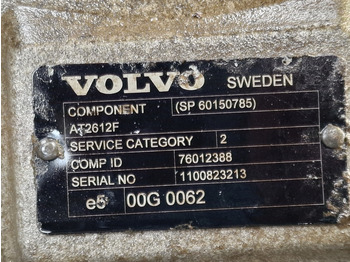 VOLVO SWEDEN
COMPONENT (SP 60150785)
AT2612F
SERVICE CATEGORY 2
COMP ID 76012388
SERIAL NO 1100823213
e5 00G 0062